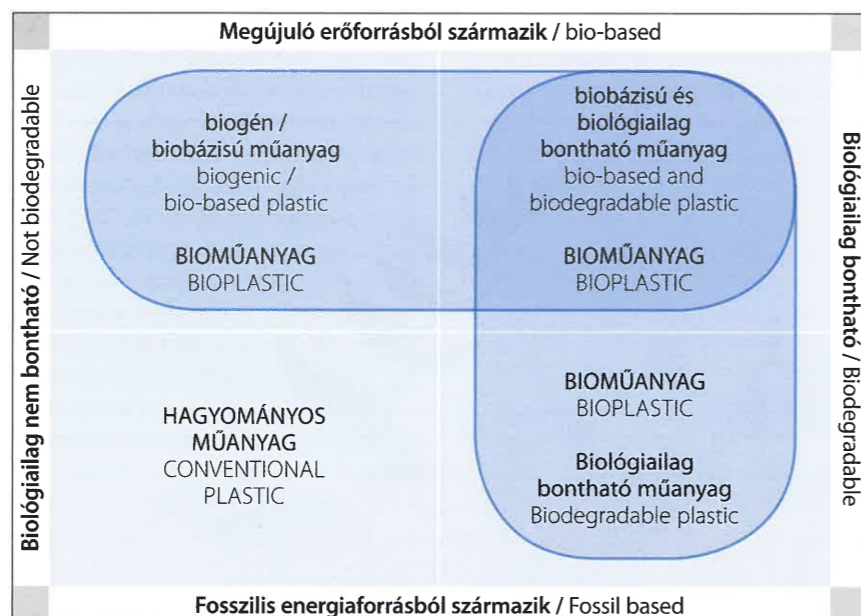 Megújuló erőforrásból származik / bio-based
Biológiailag nem bontható / Not biodegradable
biogén /
biobázisú műanyag
biogenic /
bio-based plastic
BIOMŰANYAG
BIOPLASTIC
biobázisú és
biológiailag
bontható műanyag
bio-based and
biodegradable plastic
BIOMŰANYAG
BIOPLASTIC
HAGYOMÁNYOS
MŰANYAG
CONVENTIONAL
PLASTIC
BIOMŰANYAG
BIOPLASTIC
Biológiailag
bontható műanyag
Biodegradable plastic
Biológiailag bontható / Biodegradable
Fosszilis energiaforrásból származik / Fossil based